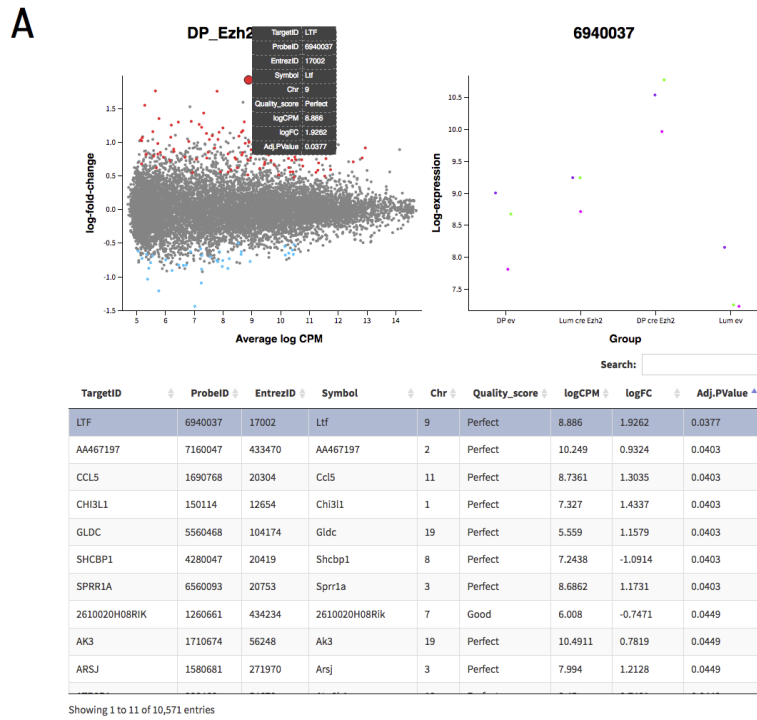 A
DP_Ezh2
6940037
TargetID LTF
ProbeID 6940037
EntrezID 17002
Symbol Ltf
Chr 9
Quality_score Perfect
logCPM 8.886
logFC 1.9262
Adj.PValue 0.0377
log-fold-change
1.5
1.0
0.5
0.0
-0.5
-1.0
-1.5
5 6 7 8 9 10 11 12 13 14
Average log CPM
Log-expression
10.5
10.0
9.5
9.0
8.5
8.0
7.5
DP ev Lum cre Ezh2 DP cre Ezh2 Lum ev
Group
Search:
TargetID ProbeID EntrezID Symbol Chr Quality_score logCPM logFC Adj.PValue
LTF 6940037 17002 Ltf 9 Perfect 8.886 1.9262 0.0377
AA467197 7160047 433470 AA467197 2 Perfect 10.249 0.9324 0.0403
CCL5 1690768 20304 Ccl5 11 Perfect 8.7361 1.3035 0.0403
CHI3L1 150114 12654 Chi3l1 1 Perfect 7.327 1.4337 0.0403
GLDC 5560468 104174 Gldc 19 Perfect 5.559 1.1579 0.0403
SHCBP1 4280047 20419 Shcbp1 8 Perfect 7.2438 -1.0914 0.0403
SPRR1A 6560093 20753 Sprr1a 3 Perfect 8.6862 1.1731 0.0403
2610020H08RIK 1260661 434234 2610020H08Rik 7 Good 6.008 -0.7471 0.0449
AK3 1710674 56248 Ak3 19 Perfect 10.4911 0.7819 0.0449
ARSJ 1580681 271970 Arsj 3 Perfect 7.994 1.2128 0.0449
Showing 1 to 11 of 10,571 entries